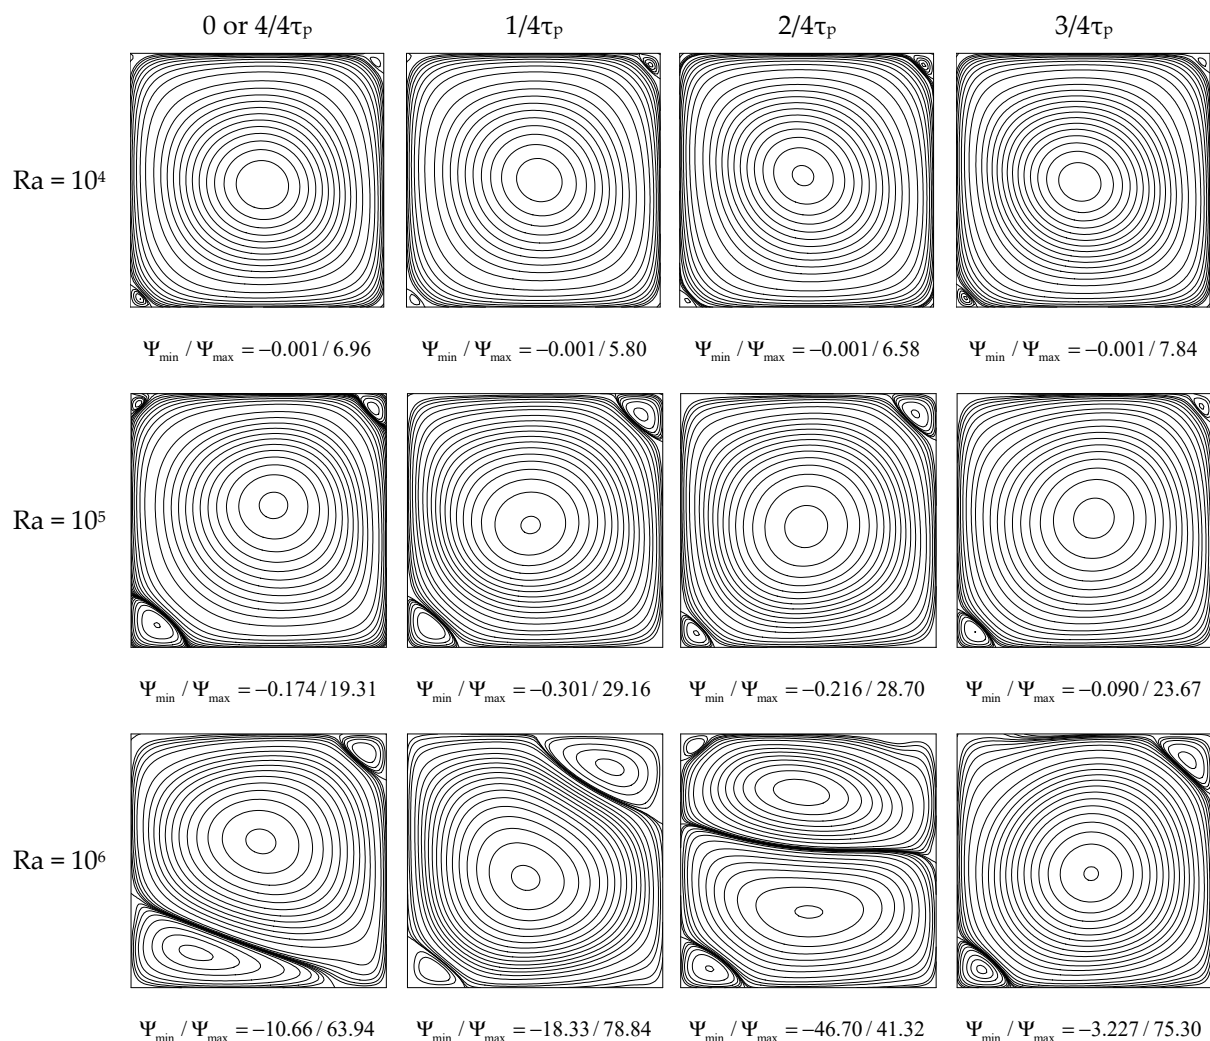 0 or 4/4τₚ 1/4τₚ 2/4τₚ 3/4τₚ
Ra = 10⁴
Ψmin / Ψmax = −0.001 / 6.96 Ψmin / Ψmax = −0.001 / 5.80 Ψmin / Ψmax = −0.001 / 6.58 Ψmin / Ψmax = −0.001 / 7.84
Ra = 10⁵
Ψmin / Ψmax = −0.174 / 19.31 Ψmin / Ψmax = −0.301 / 29.16 Ψmin / Ψmax = −0.216 / 28.70 Ψmin / Ψmax = −0.090 / 23.67
Ra = 10⁶
Ψmin / Ψmax = −10.66 / 63.94 Ψmin / Ψmax = −18.33 / 78.84 Ψmin / Ψmax = −46.70 / 41.32 Ψmin / Ψmax = −3.227 / 75.30